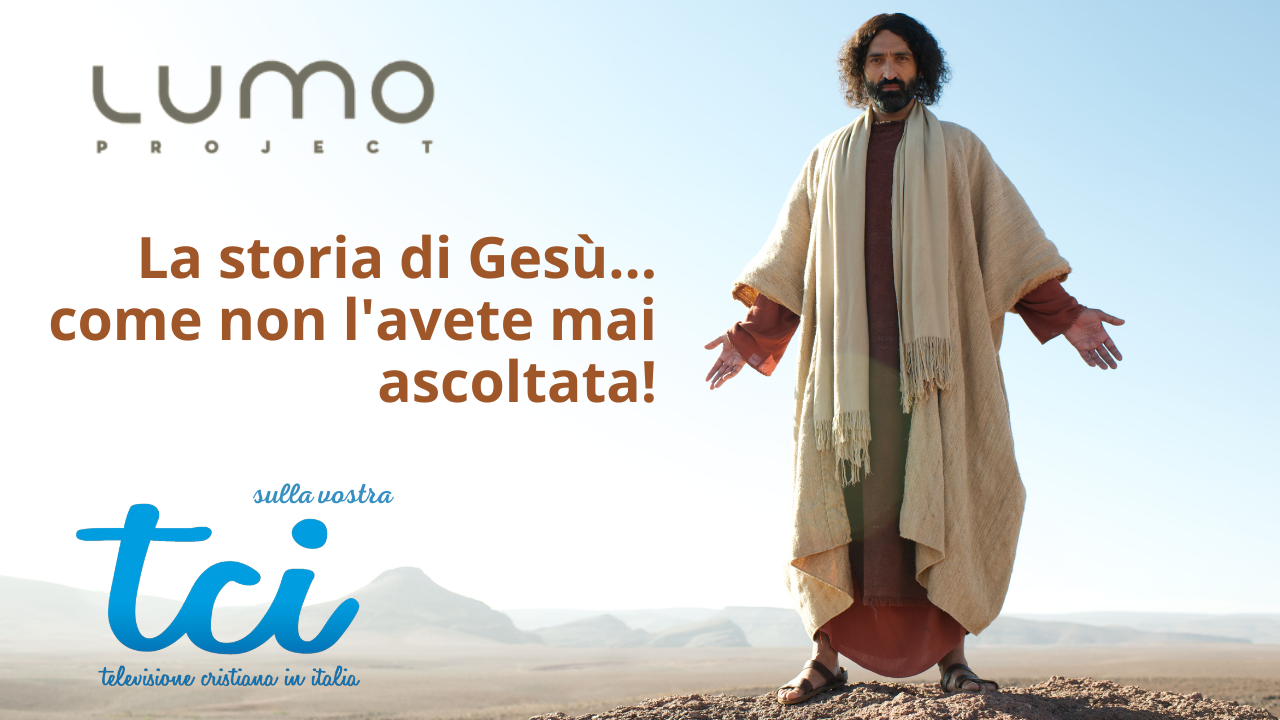 LUMO
PROJECT
La storia di Gesù...
come non l'avete mai
ascoltata!
sulla vostra
tci
televisione cristiana in italia